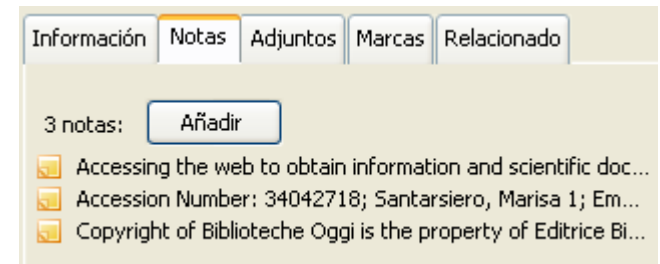 Información Notas Adjuntos Marcas Relacionado
3 notas: Añadir
Accessing the web to obtain information and scientific doc...
Accession Number: 34042718; Santarsiero, Marisa 1; Em...
Copyright of Biblioteche Oggi is the property of Editrice Bi...